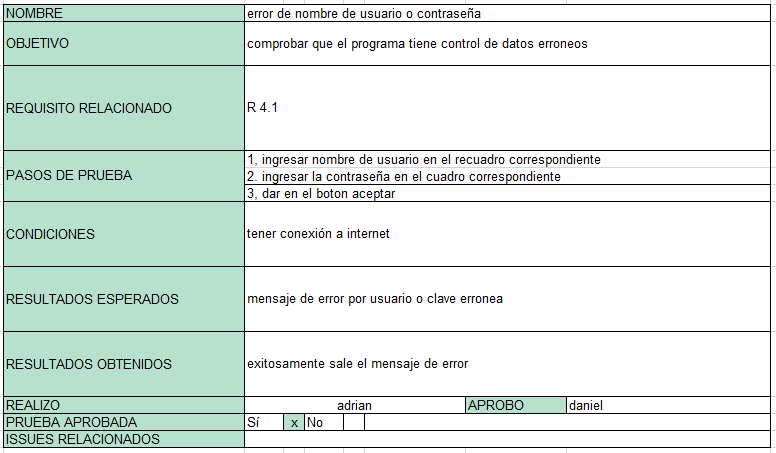 NOMBRE error de nombre de usuario o contraseña
OBJETIVO comprobar que el programa tiene control de datos erroneos
REQUISITO RELACIONADO R 4.1
PASOS DE PRUEBA
1, ingresar nombre de usuario en el recuadro correspondiente
2. ingresar la contraseña en el cuadro correspondiente
3, dar en el boton aceptar
CONDICIONES tener conexión a internet
RESULTADOS ESPERADOS mensaje de error por usuario o clave erronea
RESULTADOS OBTENIDOS exitosamente sale el mensaje de error
REALIZO adrian APROBO daniel
PRUEBA APROBADA Sí x No
ISSUES RELACIONADOS